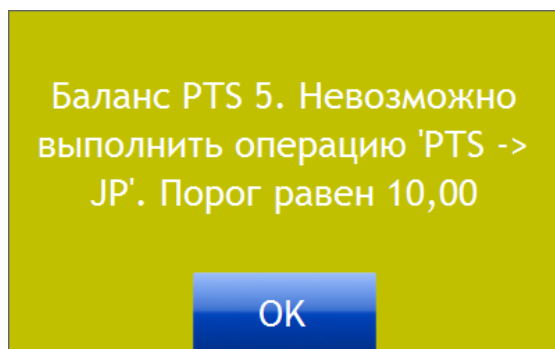 Баланс PTS 5. Невозможно
выполнить операцию 'PTS ->
JP'. Порог равен 10,00
OK